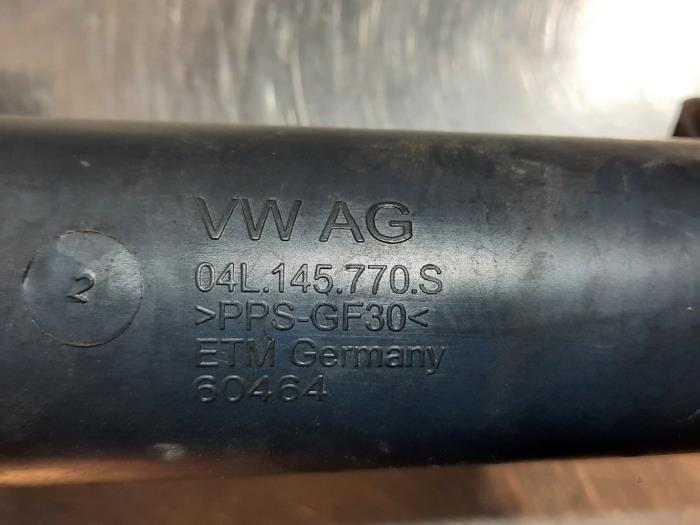 VW AG
04L.145.770.S
>PPS-GF30<
ETM Germany
60464
2